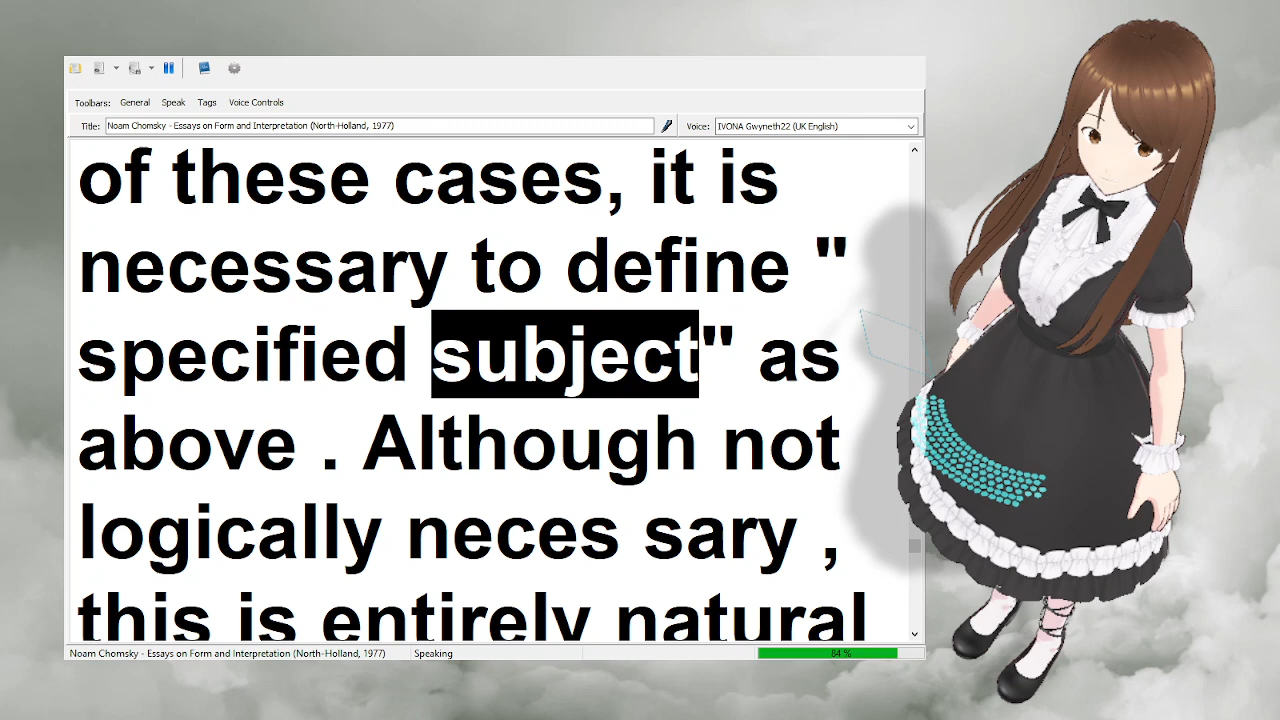 Toolbars: General Speak Tags Voice Controls
Title: Noam Chomsky - Essays on Form and Interpretation (North-Holland, 1977) Voice: IVONA Gwyneth22 (UK English)
of these cases, it is
necessary to define "
specified subject" as
above . Although not
logically neces sary ,
this is entirely natural
Noam Chomsky - Essays on Form and Interpretation (North-Holland, 1977) Speaking 84 %